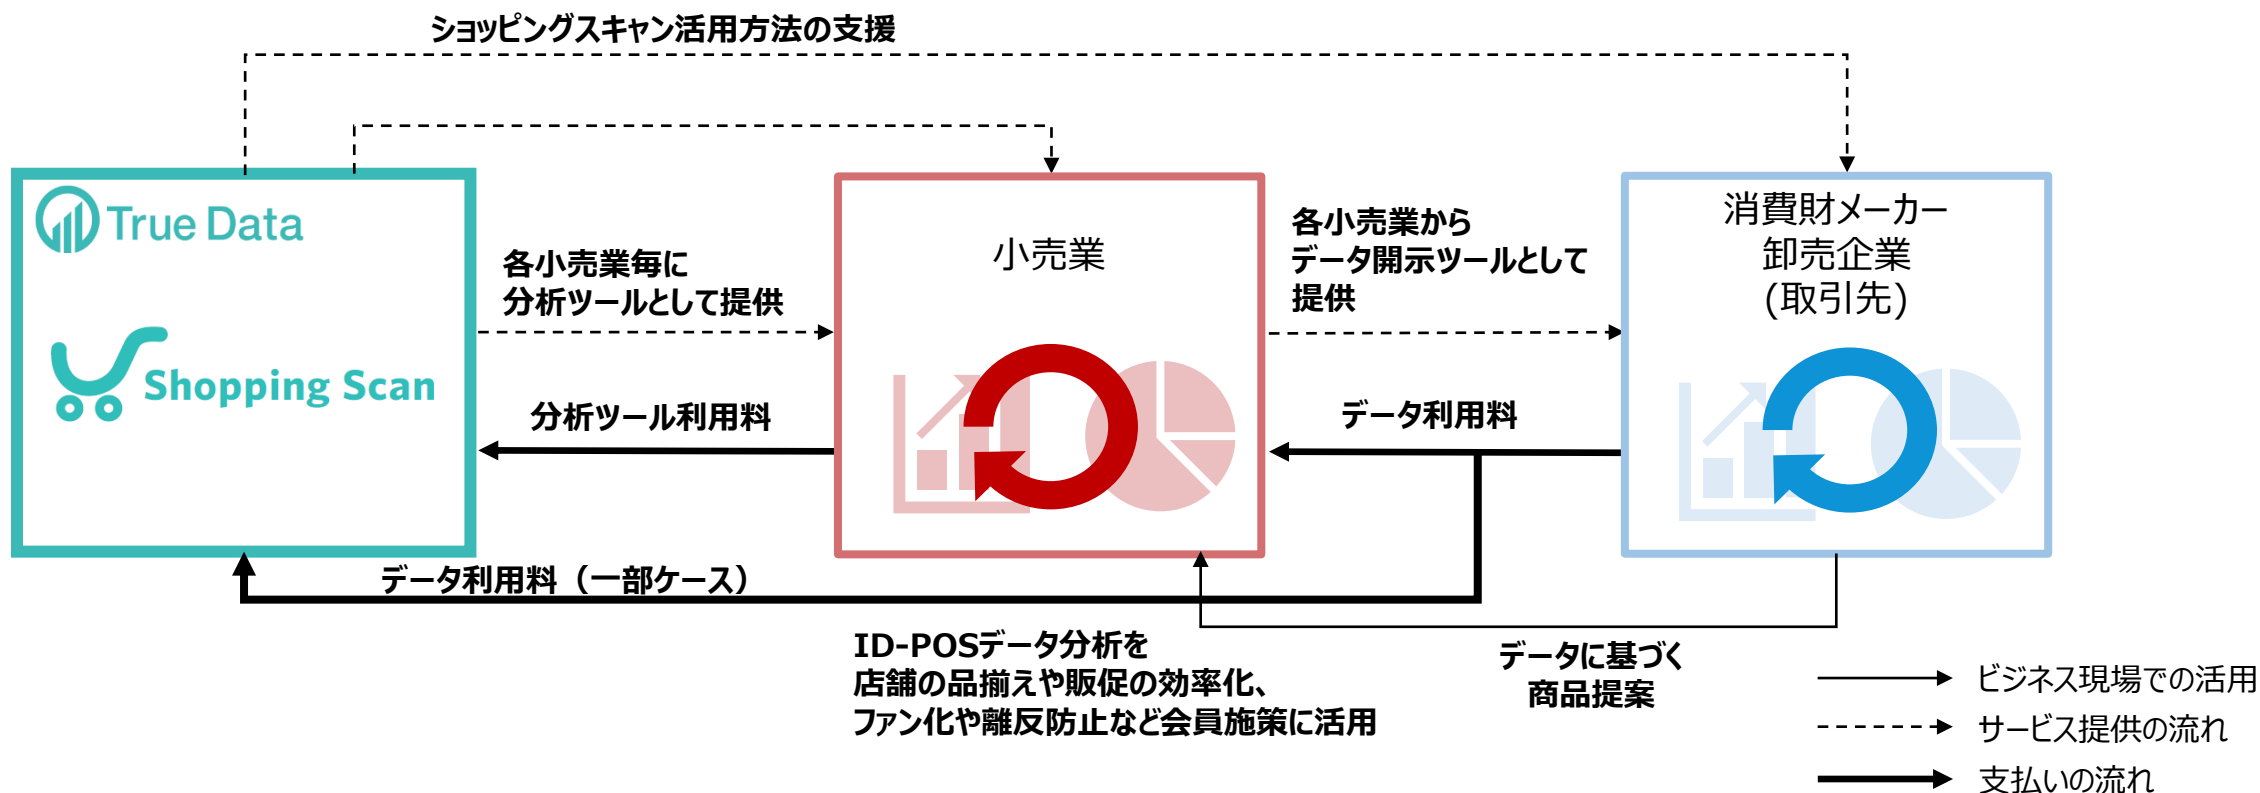 ショッピングスキャン活用方法の支援
True Data
Shopping Scan
各小売業毎に
分析ツールとして提供
分析ツール利用料
小売業
各小売業から
データ開示ツールとして
提供
データ利用料
消費財メーカー
卸売企業
(取引先)
データ利用料（一部ケース）
ID-POSデータ分析を
店舗の品揃えや販促の効率化、
ファン化や離反防止など会員施策に活用
データに基づく
商品提案
ビジネス現場での活用
サービス提供の流れ
支払いの流れ